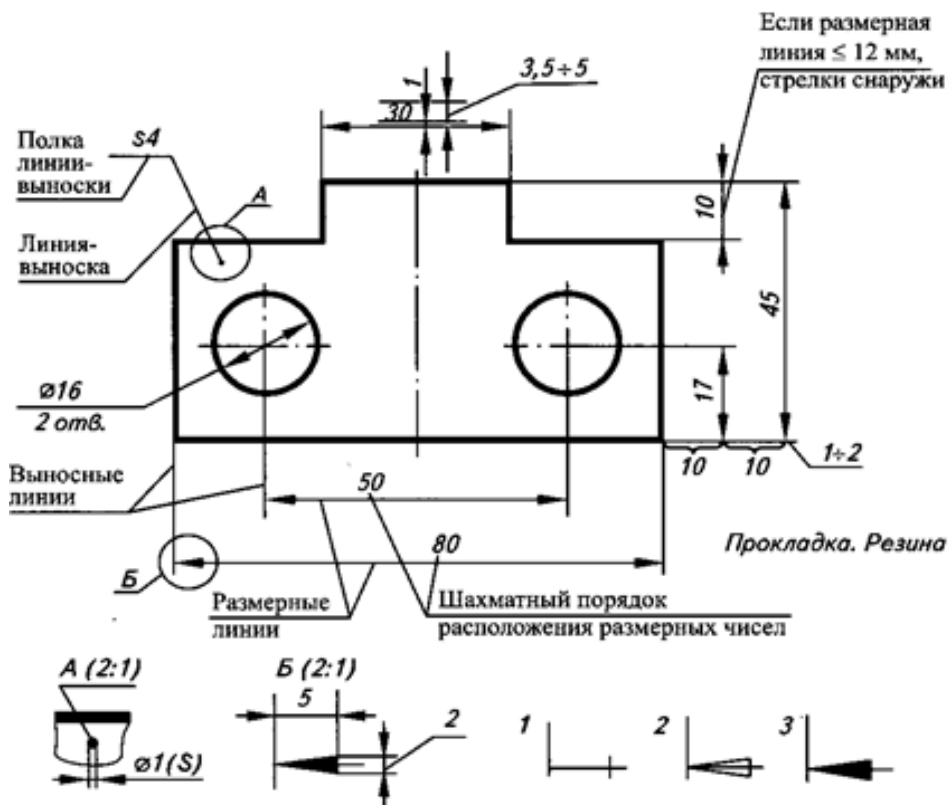 Если размерная
линия ≤ 12 мм,
стрелки снаружи
3,5÷5
1
30
Полка
линии-
выноски
s4
А
Линия-
выноска
10
45
17
⌀16
2 отв.
1÷2
10 10
Выносные
линии
50
80
Прокладка. Резина
Б
Размерные
линии
Шахматный порядок
расположения размерных чисел
А (2:1)
⌀1(S)
Б (2:1)
5
2
1
2
3